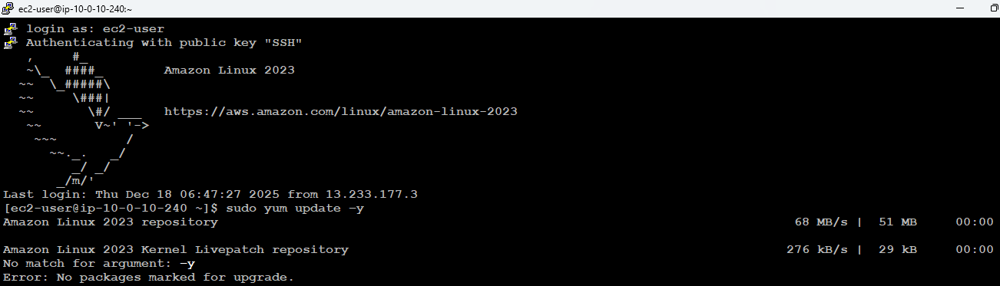 ec2-user@ip-10-0-10-240:~
login as: ec2-user
Authenticating with public key "SSH"
   ,     #_
   ~\_  ####_        Amazon Linux 2023
  ~~  \_#####\
  ~~     \###|
  ~~       \#/ ___   https://aws.amazon.com/linux/amazon-linux-2023
   ~~       V~' '->
    ~~~         /
      ~~._.   _/
         _/ _/
       _/m/'
Last login: Thu Dec 18 06:47:27 2025 from 13.233.177.3
[ec2-user@ip-10-0-10-240 ~]$ sudo yum update –y
Amazon Linux 2023 repository                                                                           68 MB/s |  51 MB     00:00
Amazon Linux 2023 Kernel Livepatch repository                                                         276 kB/s |  29 kB     00:00
No match for argument: –y
Error: No packages marked for upgrade.